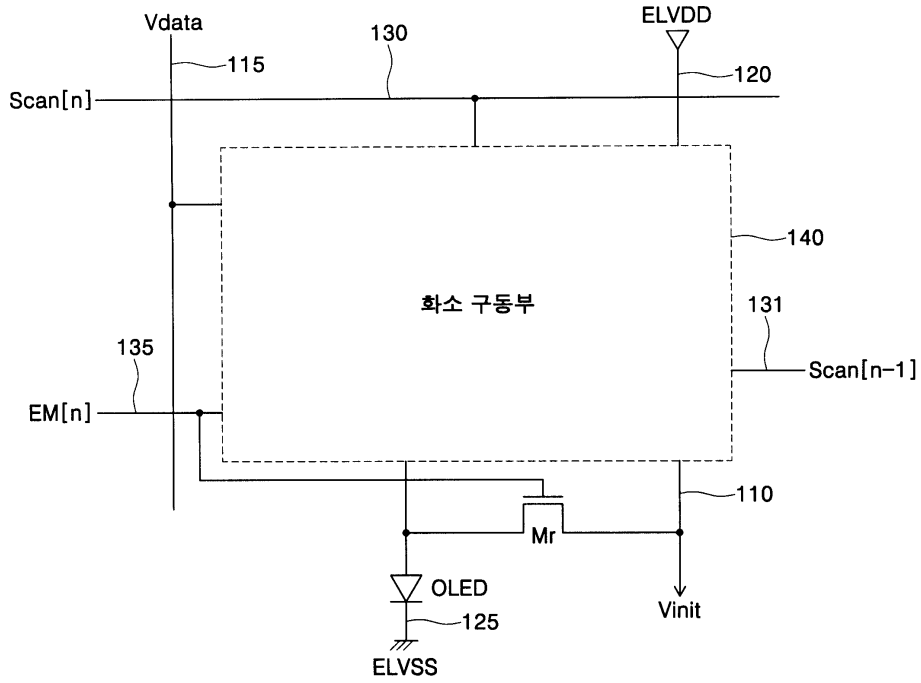 Vdata
ELVDD
130
115
120
Scan[n]
140
화소 구동부
131
135
Scan[n-1]
EM[n]
110
Mr
OLED
Vinit
125
ELVSS